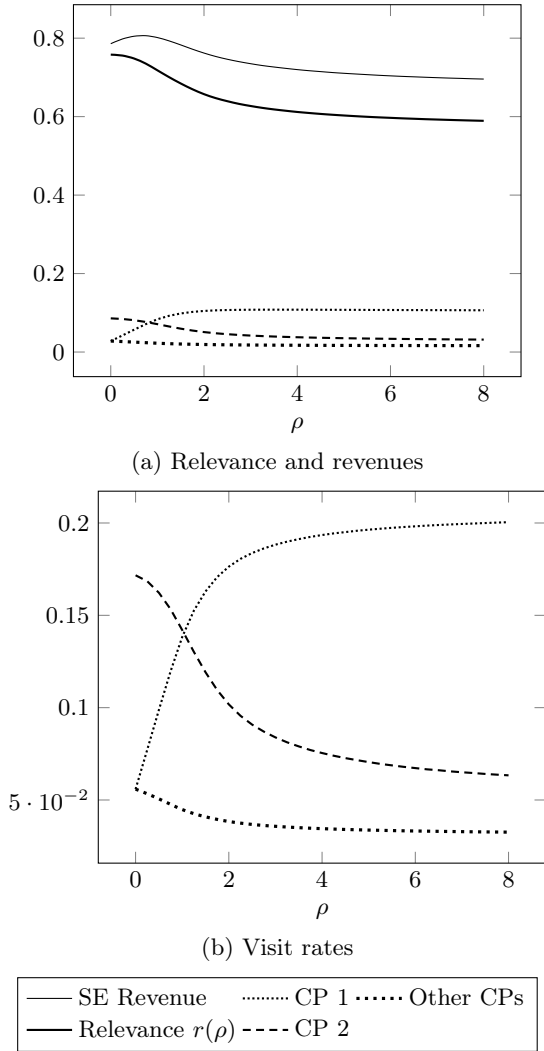 0.8
0.6
0.4
0.2
0
0 2 4 6 8
ρ
(a) Relevance and revenues
0.2
0.15
0.1
5 · 10⁻²
0 2 4 6 8
ρ
(b) Visit rates
SE Revenue CP 1 Other CPs
Relevance r(ρ) CP 2